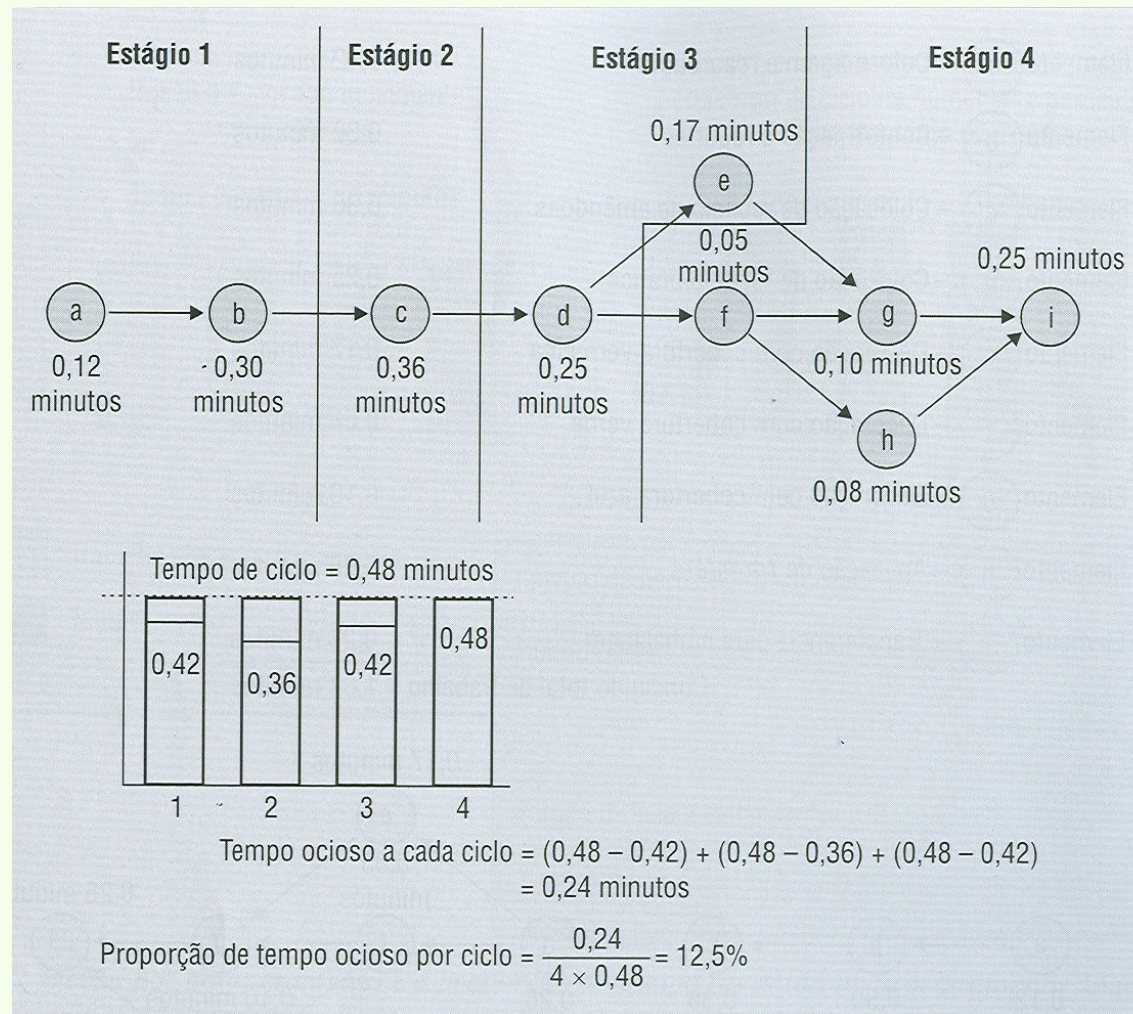 Estágio 1
Estágio 2
Estágio 3
Estágio 4
0,17 minutos
e
0,05
minutos
0,25 minutos
a
b
c
d
f
g
i
0,12
minutos
0,30
minutos
0,36
minutos
0,25
minutos
0,10 minutos
h
0,08 minutos
Tempo de ciclo = 0,48 minutos
0,42
0,36
0,42
0,48
1
2
3
4
Tempo ocioso a cada ciclo = (0,48 – 0,42) + (0,48 – 0,36) + (0,48 – 0,42)
= 0,24 minutos
Proporção de tempo ocioso por ciclo = 0,24 / 4 × 0,48 = 12,5%